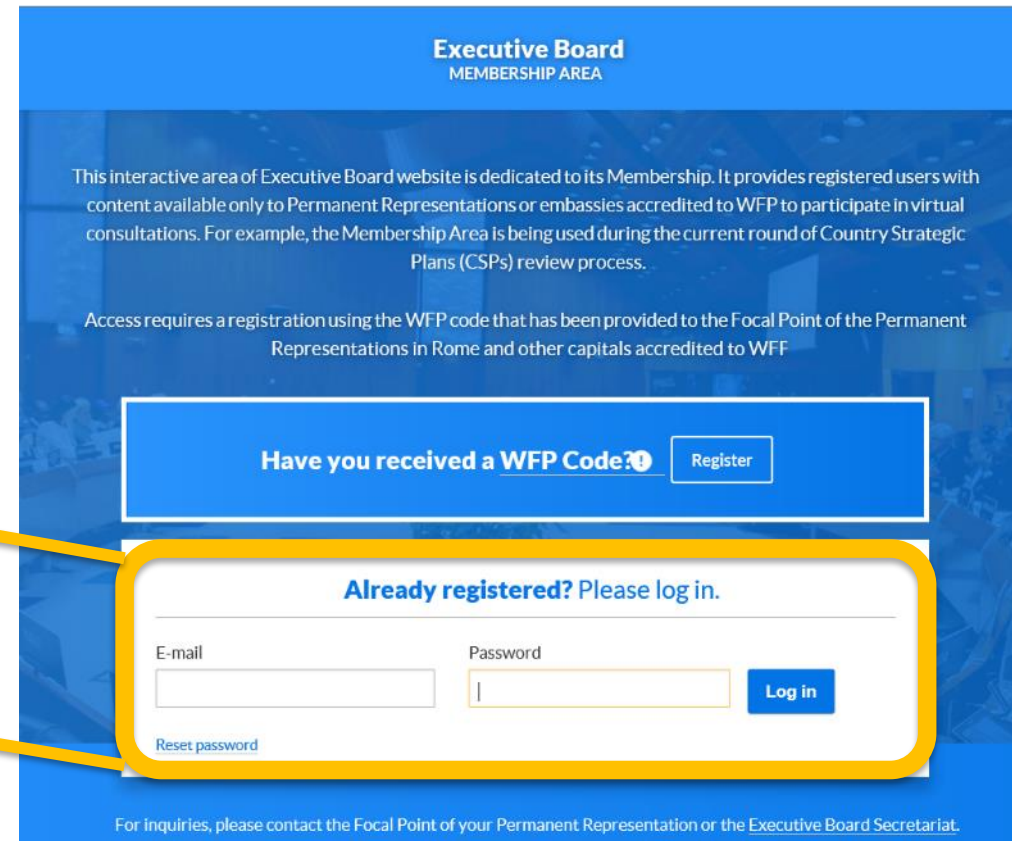 Executive Board
MEMBERSHIP AREA
This interactive area of Executive Board website is dedicated to its Membership. It provides registered users with
content available only to Permanent Representations or embassies accredited to WFP to participate in virtual
consultations. For example, the Membership Area is being used during the current round of Country Strategic
Plans (CSPs) review process.
Access requires a registration using the WFP code that has been provided to the Focal Point of the Permanent
Representations in Rome and other capitals accredited to WFF
Have you received a WFP Code? Register
Already registered? Please log in.
E-mail Password
Log in
Reset password
For inquiries, please contact the Focal Point of your Permanent Representation or the Executive Board Secretariat.